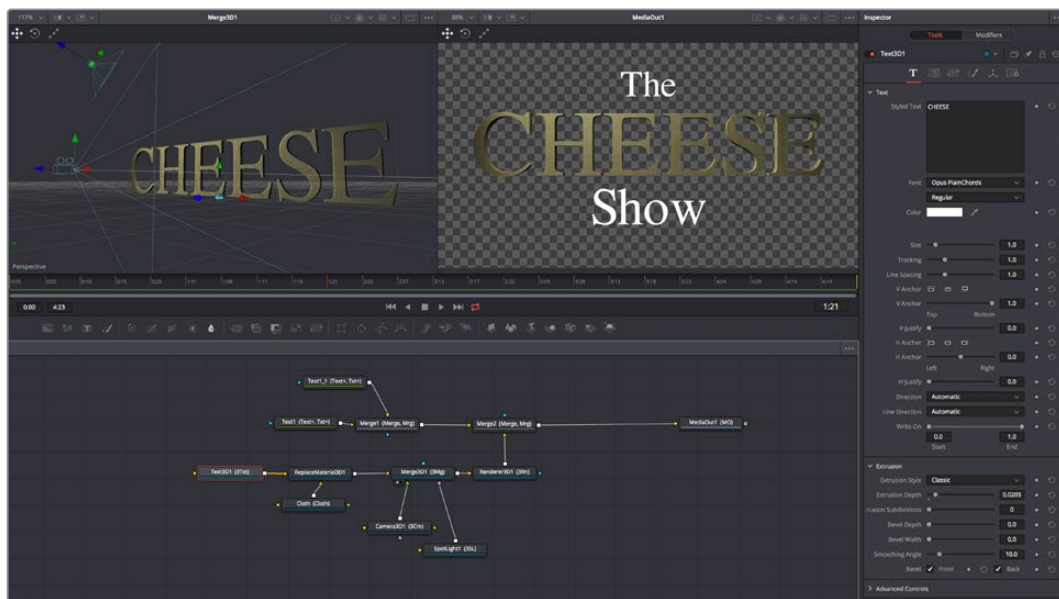 117%
Merge3D1
88%
MediaOut1
Inspector
Tools
Modifiers
Text3D1
The
CHEESE
Show
CHEESE
Perspective
Text
Styled Text
CHEESE
Font
Opus PlainChords
Regular
Color
Size
1.0
Tracking
1.0
Line Spacing
1.0
V Anchor
V Anchor
1.0
Top
Bottom
V Justify
0.0
H Anchor
H Anchor
0.0
Left
Right
H Justify
0.0
Direction
Automatic
Line Direction
Automatic
Write On
0.0
1.0
Start
End
Extrusion
Extrusion Style
Classic
Extrusion Depth
0.0205
usion Subdivisions
0
Bevel Depth
0.0
Bevel Width
0.0
Smoothing Angle
10.0
Bevel
Front
Back
Advanced Controls
0:00
4:23
1:21
Text1_1 (Text+, Txt+)
Text1 (Text+, Txt+)
Merge1 (Merge, Mrg)
Merge2 (Merge, Mrg)
MediaOut1 (MO)
Text3D1 (3Txt)
ReplaceMaterial3D1
Merge3D1 (3Mg)
Renderer3D1 (3Rn)
Cloth (Cloth)
Camera3D1 (3Cm)
SpotLight1 (3SL)